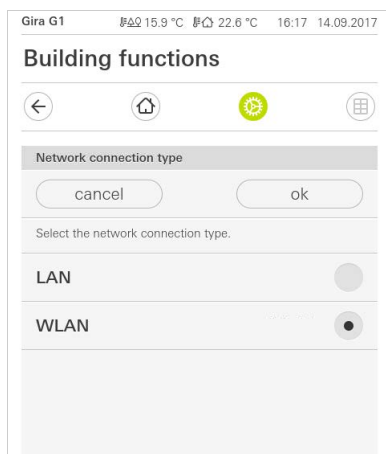 Gira G1 15.9 °C 22.6 °C 16:17 14.09.2017
Building functions
Network connection type
cancel ok
Select the network connection type.
LAN
WLAN